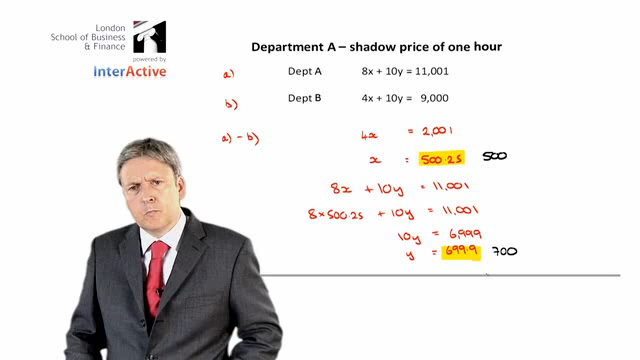 London
School of Business
& Finance
powered by
InterActive
Department A – shadow price of one hour
a) Dept A 8x + 10y = 11,001
b) Dept B 4x + 10y = 9,000
a) - b) 4x = 2,001
x = 500.25 500
8x + 10y = 11,001
8 x 500.25 + 10y = 11,001
10y = 6,999
y = 699.9 700